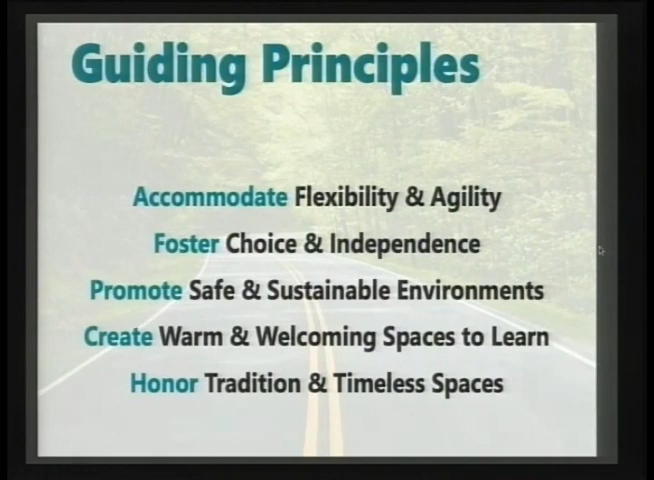 Guiding Principles
Accommodate Flexibility & Agility
Foster Choice & Independence
Promote Safe & Sustainable Environments
Create Warm & Welcoming Spaces to Learn
Honor Tradition & Timeless Spaces